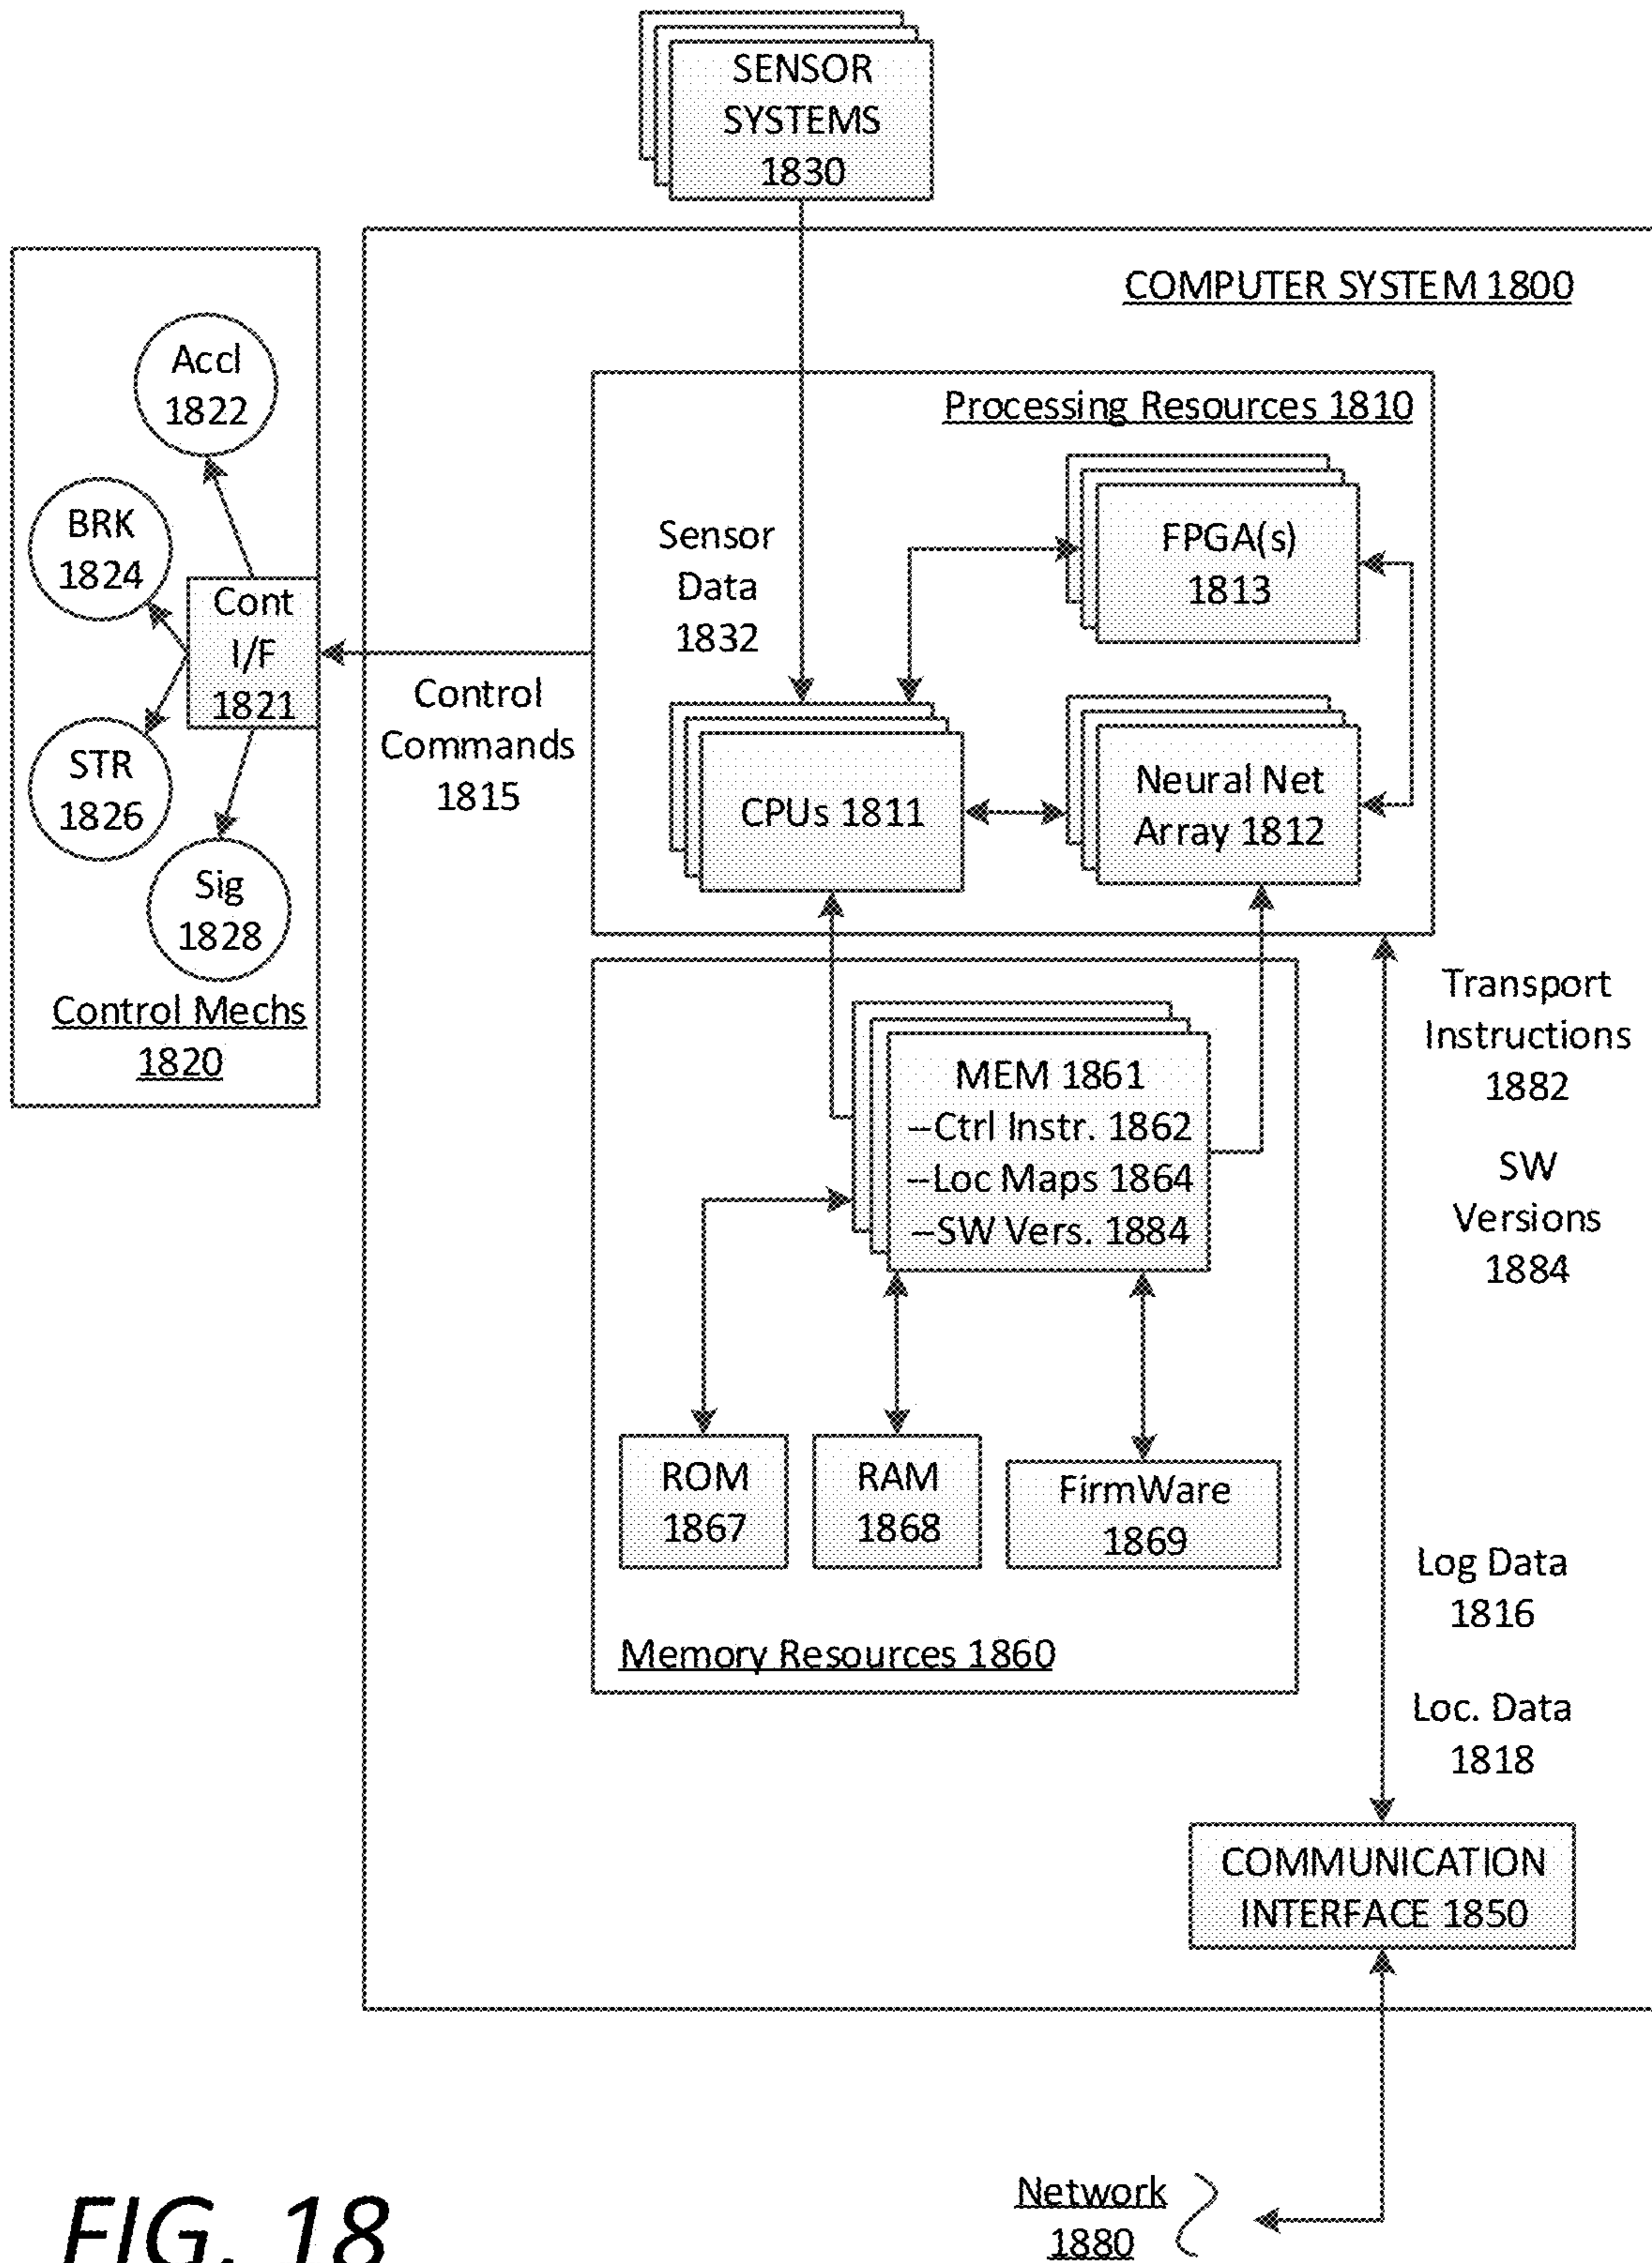 SENSOR
SYSTEMS
1830
COMPUTER SYSTEM 1800
Accl
1822
BRK
1824
Cont
I/F
1821
STR
1826
Sig
1828
Control Mechs
1820
Control
Commands
1815
Processing Resources 1810
Sensor
Data
1832
FPGA(s)
1813
CPUs 1811
Neural Net
Array 1812
MEM 1861
–Ctrl Instr. 1862
–Loc Maps 1864
–SW Vers. 1884
ROM
1867
RAM
1868
FirmWare
1869
Memory Resources 1860
Transport
Instructions
1882
SW
Versions
1884
Log Data
1816
Loc. Data
1818
COMMUNICATION
INTERFACE 1850
Network
1880
FIG. 18